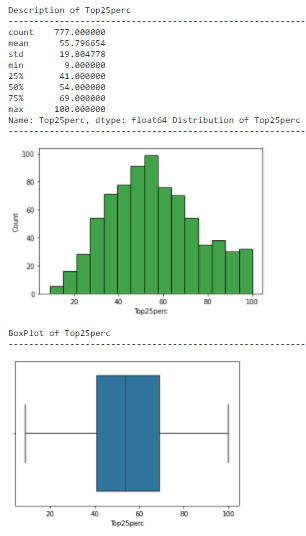 Description of Top25perc
----------------------------------------------------------------
count 777.000000
mean 55.796654
std 19.804778
min 9.000000
25% 41.000000
50% 54.000000
75% 69.000000
max 100.000000
Name: Top25perc, dtype: float64 Distribution of Top25perc
----------------------------------------------------------------
100
80
60
40
20
0
Count
20 40 60 80 100
Top25perc
BoxPlot of Top25perc
----------------------------------------------------------------
20 40 60 80 100
Top25perc